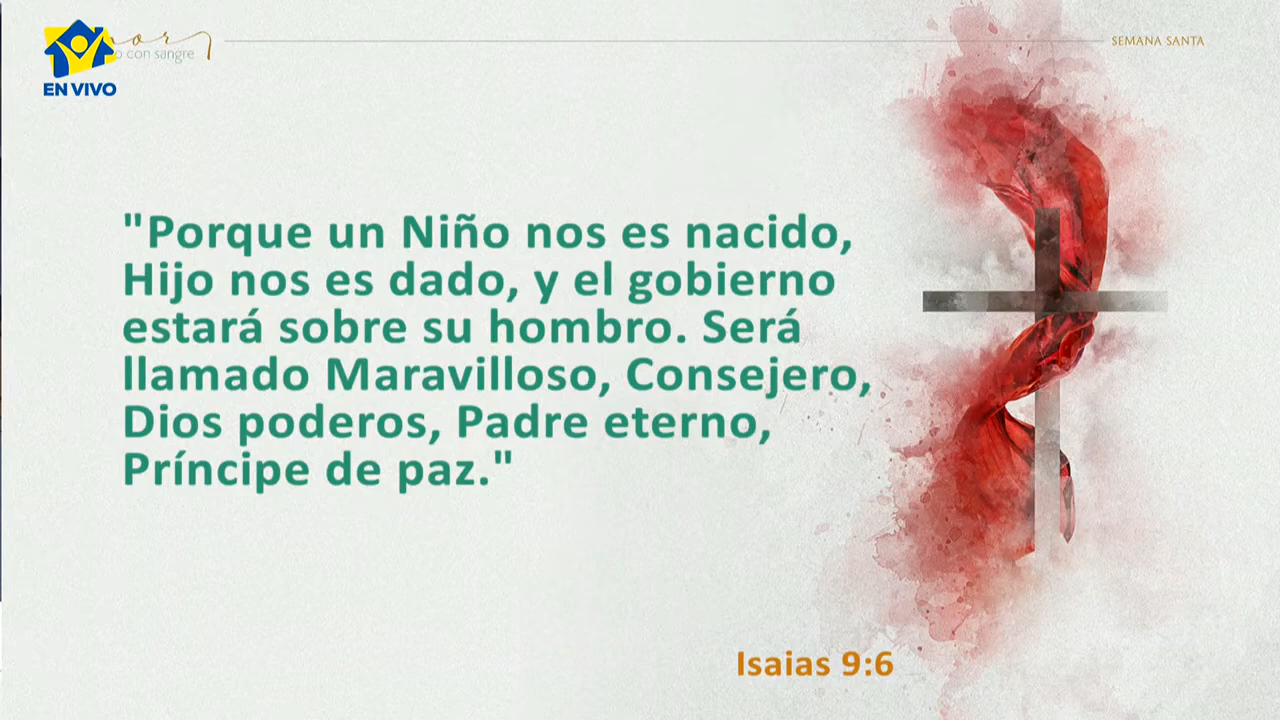 o con sangre
SEMANA SANTA
EN VIVO
"Porque un Niño nos es nacido,
Hijo nos es dado, y el gobierno
estará sobre su hombro. Será
llamado Maravilloso, Consejero,
Dios poderos, Padre eterno,
Príncipe de paz."
Isaias 9:6